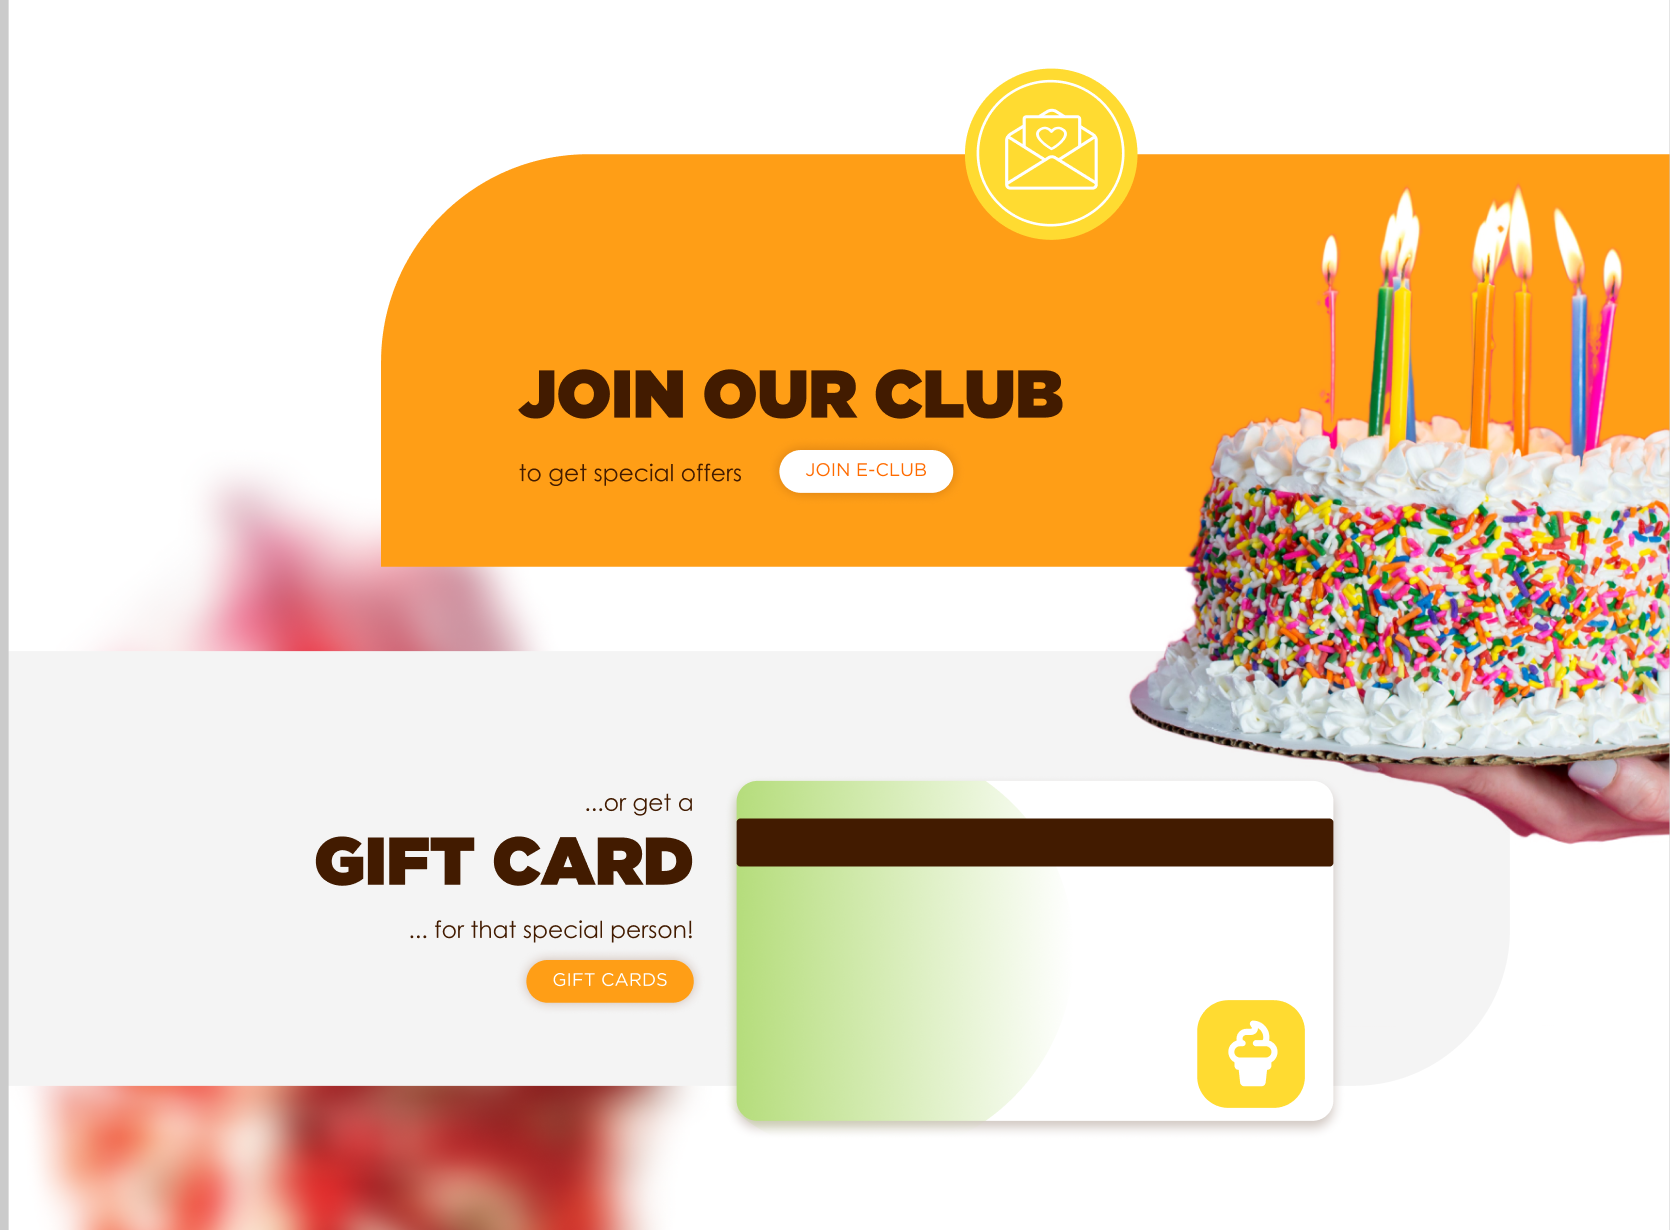 JOIN OUR CLUB
to get special offers
JOIN E-CLUB
...or get a
GIFT CARD
... for that special person!
GIFT CARDS